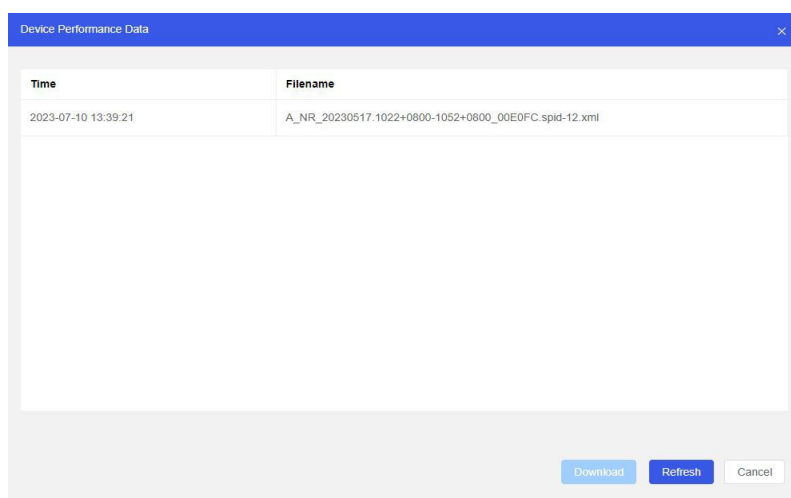 Device Performance Data
Time Filename
2023-07-10 13:39:21 A_NR_20230517.1022+0800-1052+0800_00E0FC.spid-12.xml
Download Refresh Cancel